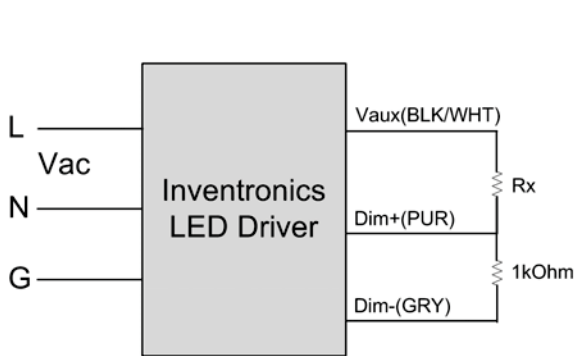 Vaux(BLK/WHT)
L
Vac
Inventronics
LED Driver
Rx
N
Dim+(PUR)
G
1kOhm
Dim-(GRY)